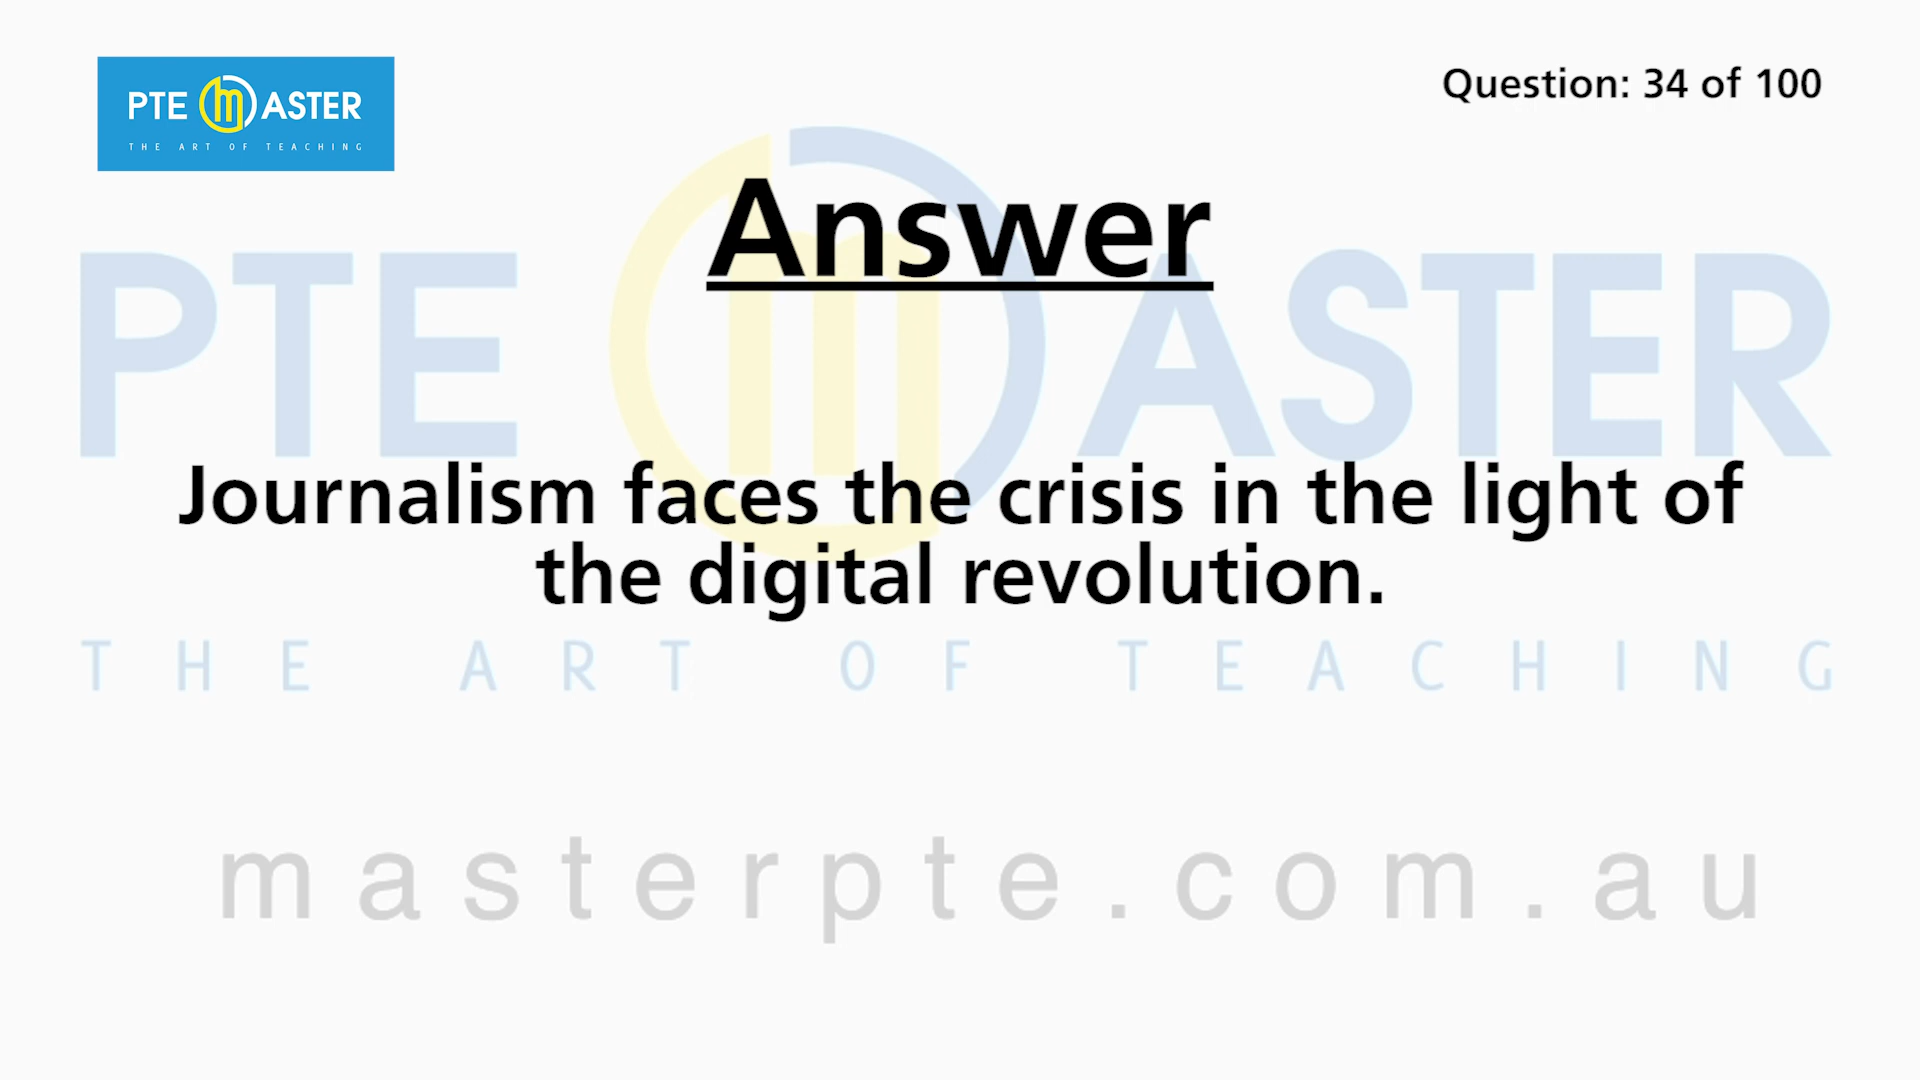 PTE MASTER
THE ART OF TEACHING
Question: 34 of 100
Answer
PTE MASTER
Journalism faces the crisis in the light of
the digital revolution.
THE ART OF TEACHING
masterpte.com.au